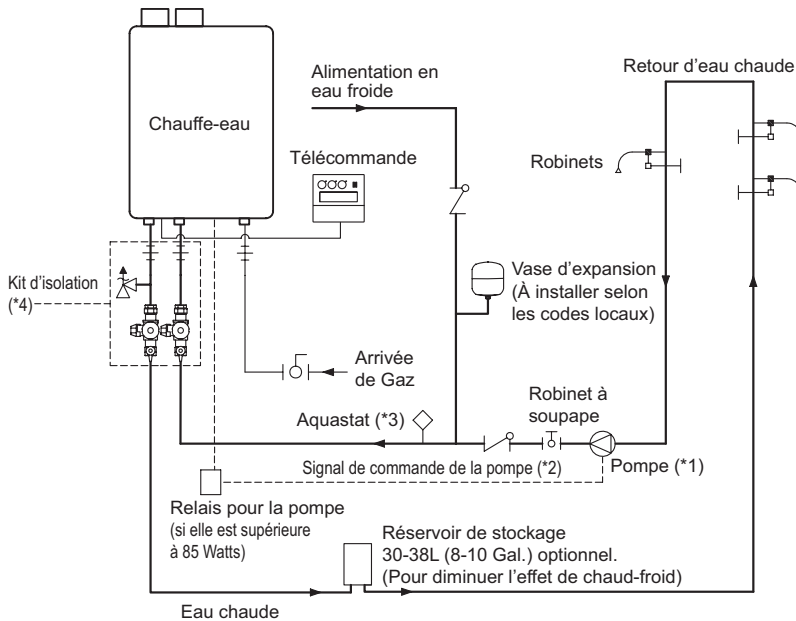 Retour d'eau chaude
Alimentation en
eau froide
Chauffe-eau
Télécommande
Robinets
Kit d'isolation
(*4)
Vase d'expansion
(À installer selon
les codes locaux)
Arrivée
de Gaz
Robinet à
soupape
Aquastat (*3)
Signal de commande de la pompe (*2)
Pompe (*1)
Relais pour la pompe
(si elle est supérieure
à 85 Watts)
Réservoir de stockage
30-38L (8-10 Gal.) optionnel.
(Pour diminuer l'effet de chaud-froid)
Eau chaude